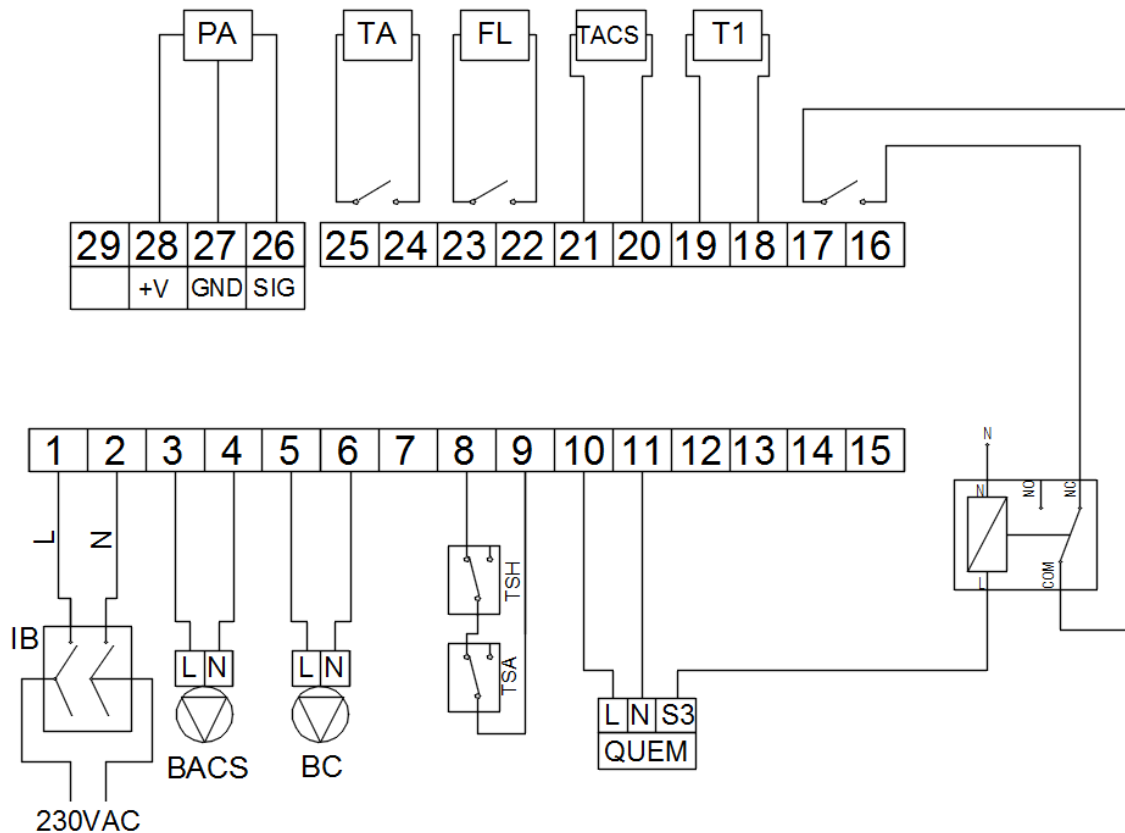 PA TA FL TACS T1
29 28 27 26 25 24 23 22 21 20 19 18 17 16
+V GND SIG
1 2 3 4 5 6 7 8 9 10 11 12 13 14 15
N
N NO NC
L N
TSH
L COM
IB
L N L N
TSA
L N S3
QUEM
BACS BC
230VAC